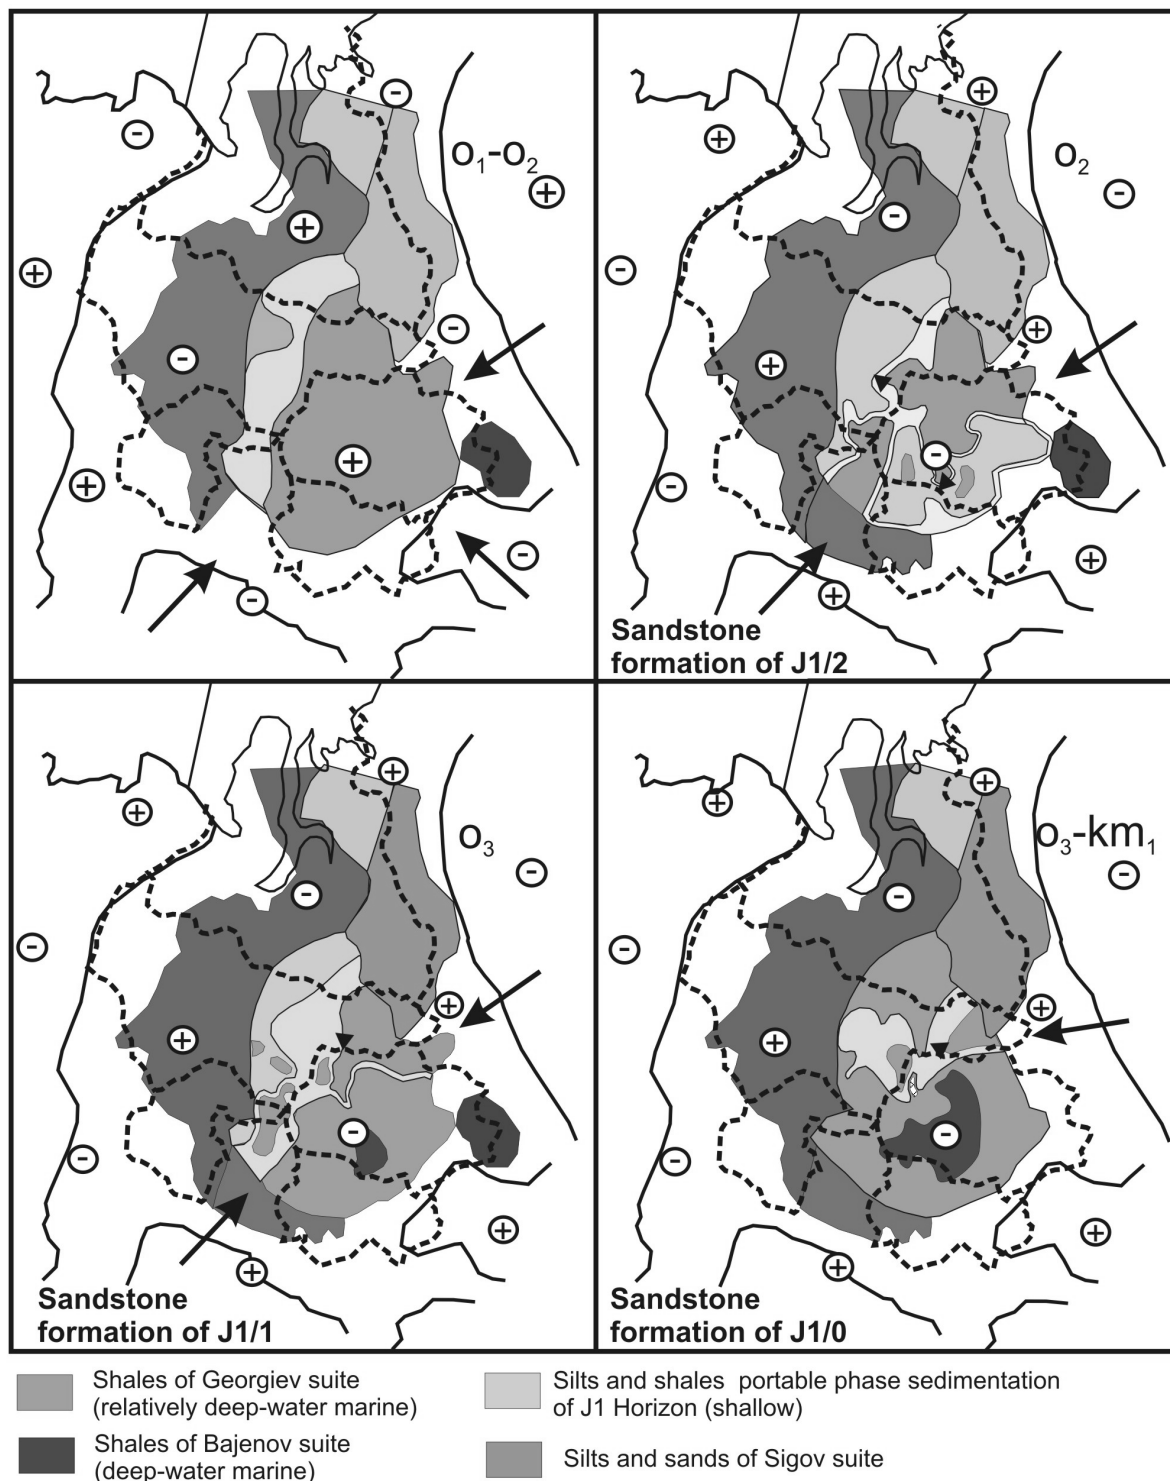 o₁-o₂
o₂
Sandstone
formation of J1/2
o₃
o₃-km₁
Sandstone
formation of J1/1
Sandstone
formation of J1/0
Shales of Georgiev suite
(relatively deep-water marine)
Silts and shales portable phase sedimentation
of J1 Horizon (shallow)
Shales of Bajenov suite
(deep-water marine)
Silts and sands of Sigov suite